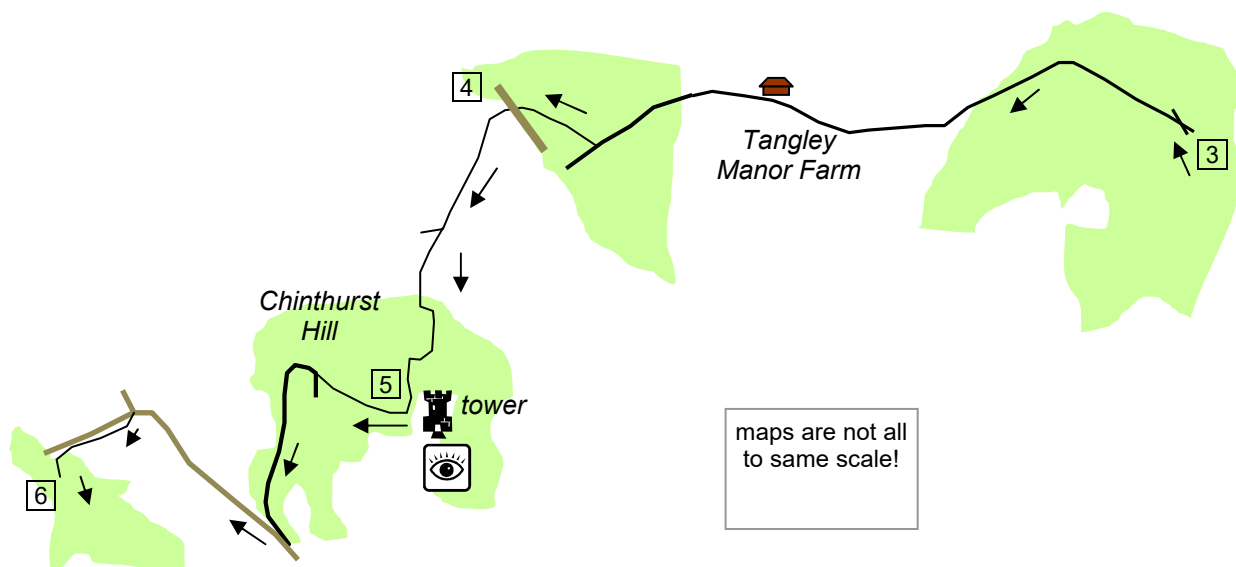 4
Tangley
Manor Farm
3
Chinthurst
Hill
5
tower
6
maps are not all
to same scale!